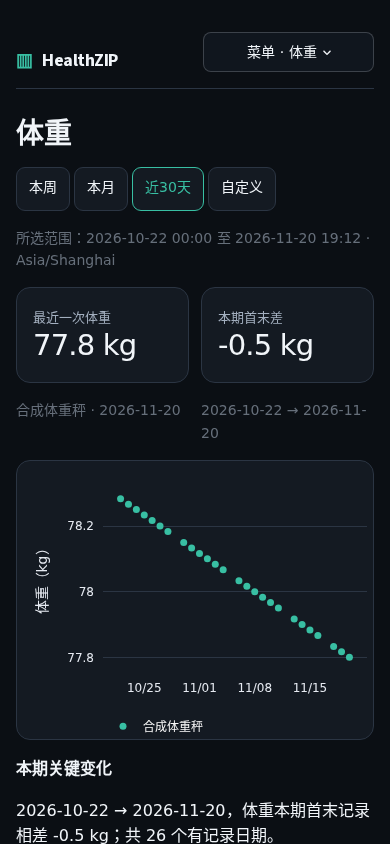 HealthZIP
菜单 · 体重
体重
本周
本月
近30天
自定义
所选范围：2026-10-22 00:00 至 2026-11-20 19:12 ·
Asia/Shanghai
最近一次体重
77.8 kg
本期首末差
-0.5 kg
合成体重秤 · 2026-11-20
2026-10-22 → 2026-11-
20
体重（kg）
78.2
78
77.8
10/25
11/01
11/08
11/15
合成体重秤
本期关键变化
2026-10-22 → 2026-11-20，体重本期首末记录
相差 -0.5 kg；共 26 个有记录日期。